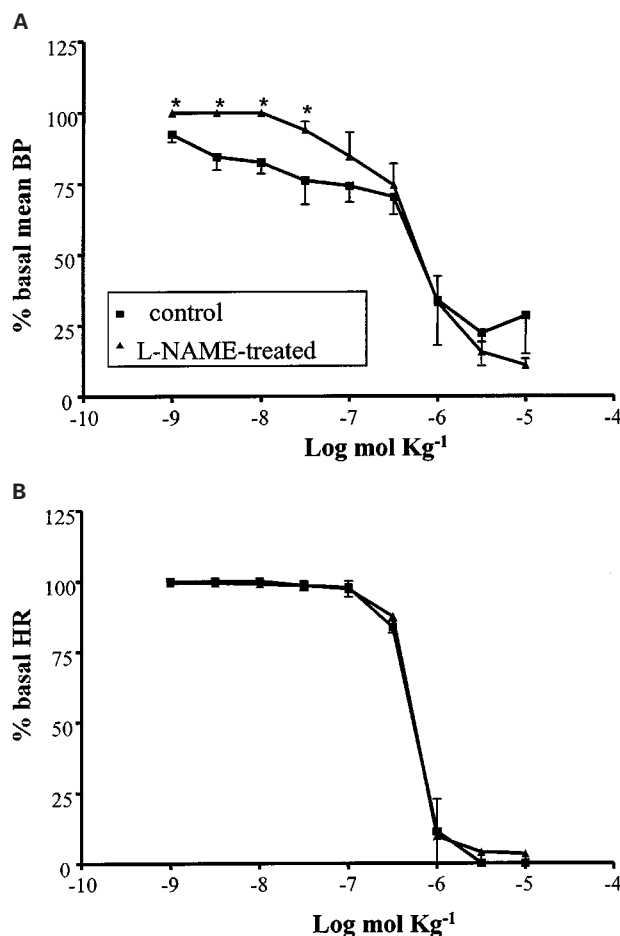 A
125
100
75
50
25
0
% basal mean BP
* * * *
control
L-NAME-treated
-10 -9 -8 -7 -6 -5 -4
Log mol Kg-1
B
125
100
75
50
25
0
% basal HR
-10 -9 -8 -7 -6 -5 -4
Log mol Kg-1